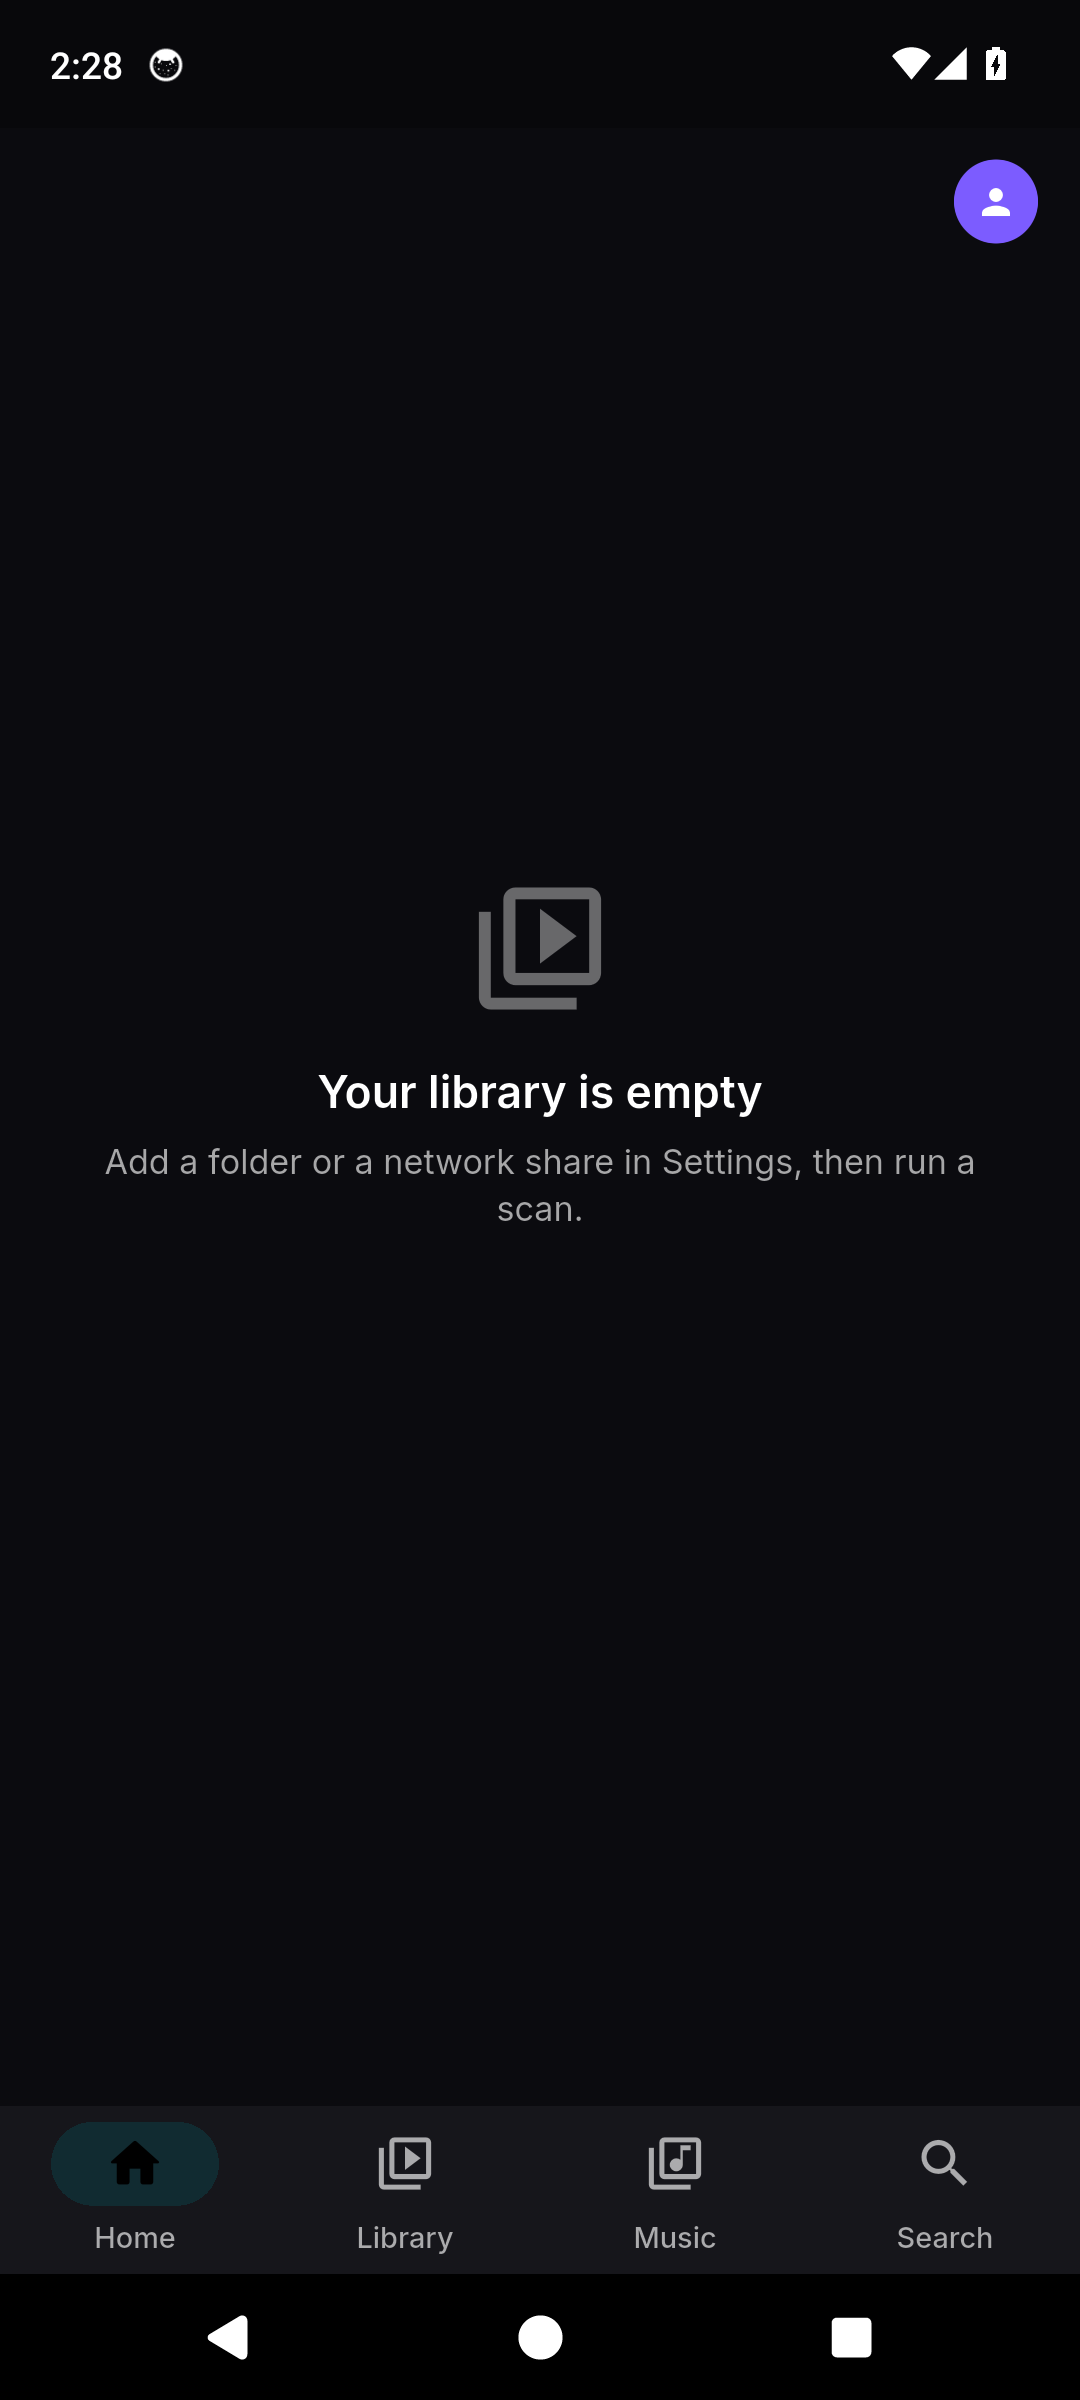 2:28
Your library is empty
Add a folder or a network share in Settings, then run a
scan.
Home
Library
Music
Search